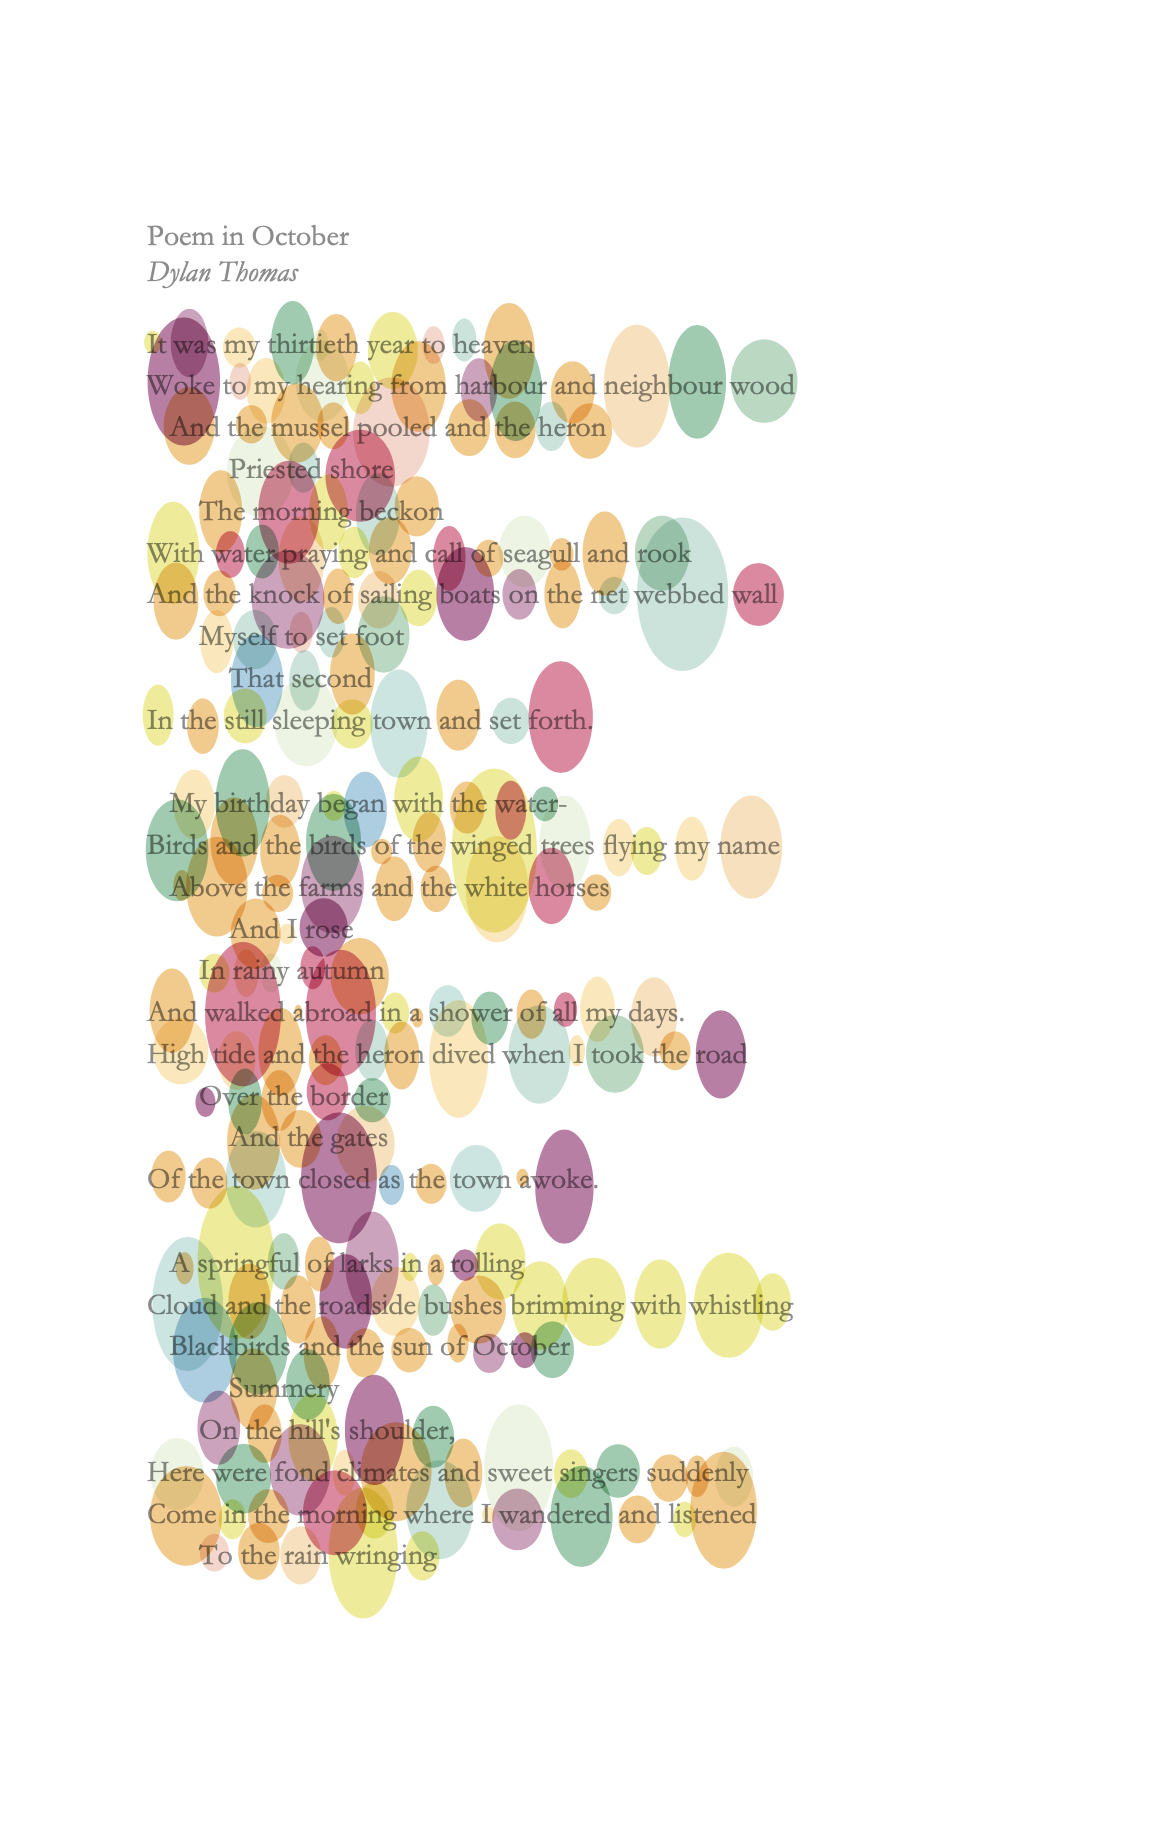 Poem in October
Dylan Thomas
It was my thirtieth year to heaven
Woke to my hearing from harbour and neighbour wood
And the mussel pooled and the heron
Priested shore
The morning beckon
With water praying and call of seagull and rook
And the knock of sailing boats on the net webbed wall
Myself to set foot
That second
In the still sleeping town and set forth.
My birthday began with the water-
Birds and the birds of the winged trees flying my name
Above the farms and the white horses
And I rose
In rainy autumn
And walked abroad in a shower of all my days.
High tide and the heron dived when I took the road
Over the border
And the gates
Of the town closed as the town awoke.
A springful of larks in a rolling
Cloud and the roadside bushes brimming with whistling
Blackbirds and the sun of October
Summery
On the hill's shoulder,
Here were fond climates and sweet singers suddenly
Come in the morning where I wandered and listened
To the rain wringing